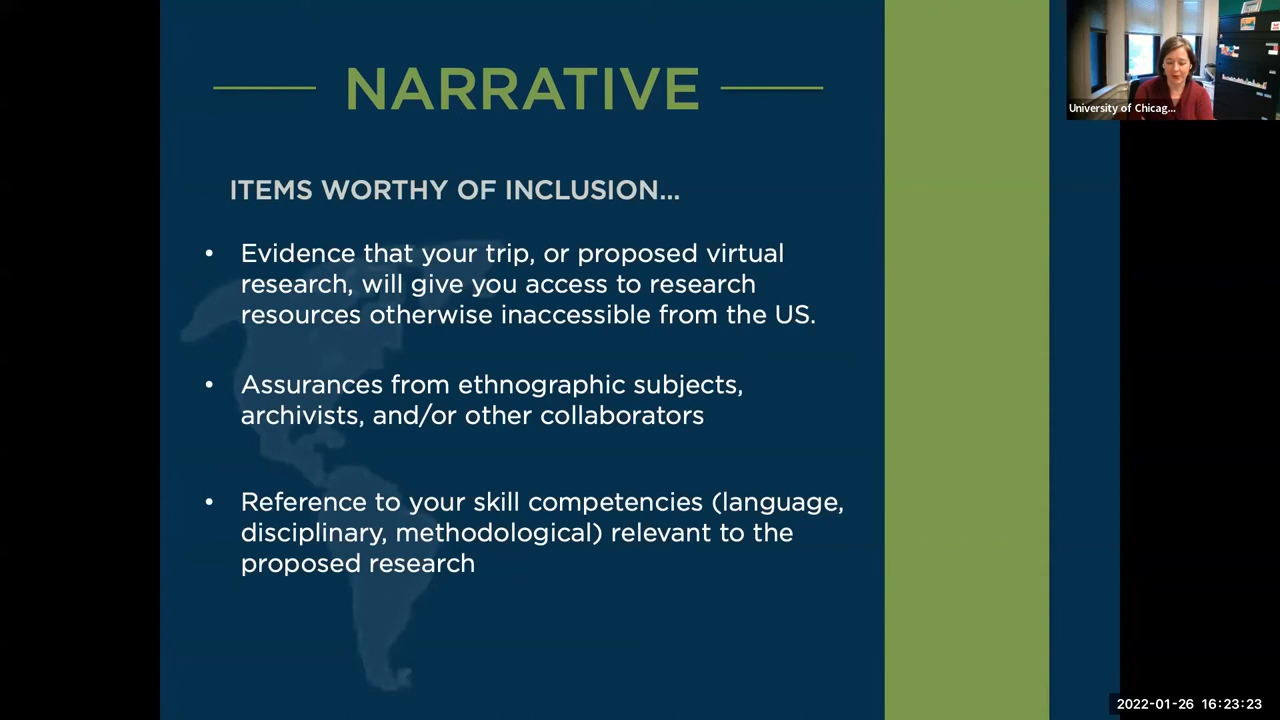 NARRATIVE
ITEMS WORTHY OF INCLUSION...
• Evidence that your trip, or proposed virtual
research, will give you access to research
resources otherwise inaccessible from the US.
• Assurances from ethnographic subjects,
archivists, and/or other collaborators
• Reference to your skill competencies (language,
disciplinary, methodological) relevant to the
proposed research
University of Chicag...
2022-01-26 16:23:23